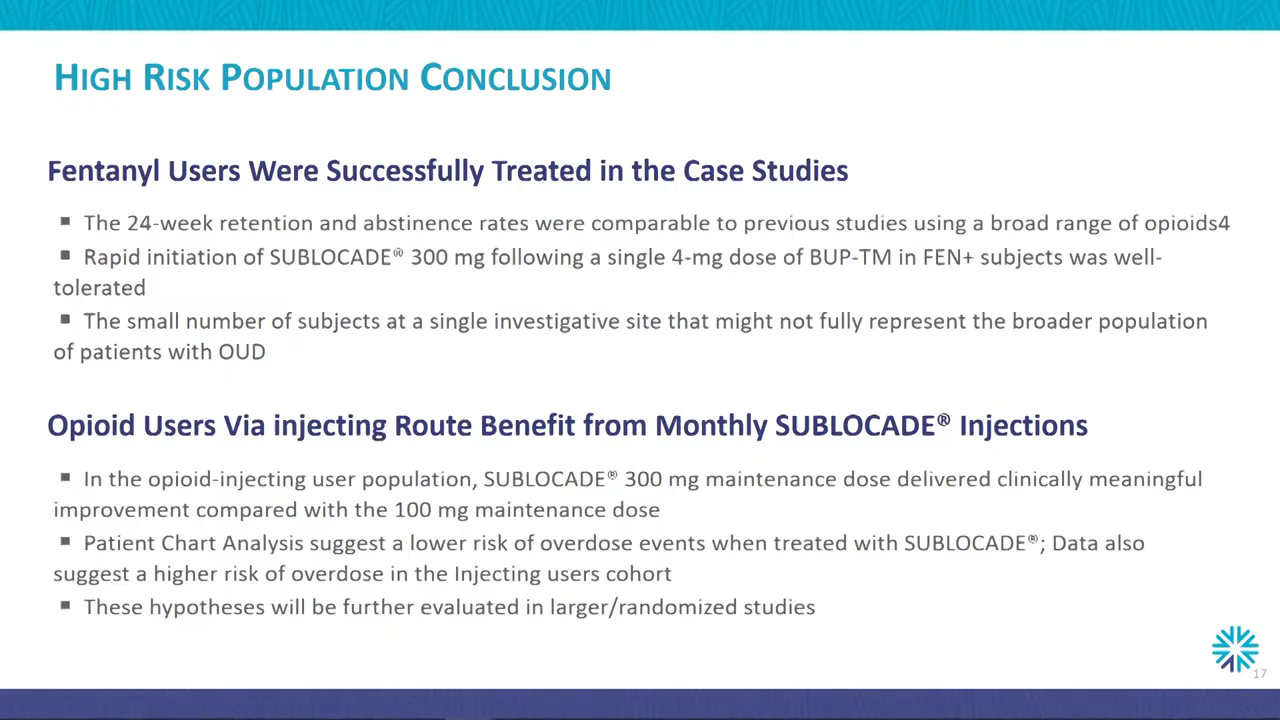 HIGH RISK POPULATION CONCLUSION
Fentanyl Users Were Successfully Treated in the Case Studies
▪ The 24-week retention and abstinence rates were comparable to previous studies using a broad range of opioids4
▪ Rapid initiation of SUBLOCADE® 300 mg following a single 4-mg dose of BUP-TM in FEN+ subjects was well-
tolerated
▪ The small number of subjects at a single investigative site that might not fully represent the broader population
of patients with OUD
Opioid Users Via injecting Route Benefit from Monthly SUBLOCADE® Injections
▪ In the opioid-injecting user population, SUBLOCADE® 300 mg maintenance dose delivered clinically meaningful
improvement compared with the 100 mg maintenance dose
▪ Patient Chart Analysis suggest a lower risk of overdose events when treated with SUBLOCADE®; Data also
suggest a higher risk of overdose in the Injecting users cohort
▪ These hypotheses will be further evaluated in larger/randomized studies
17